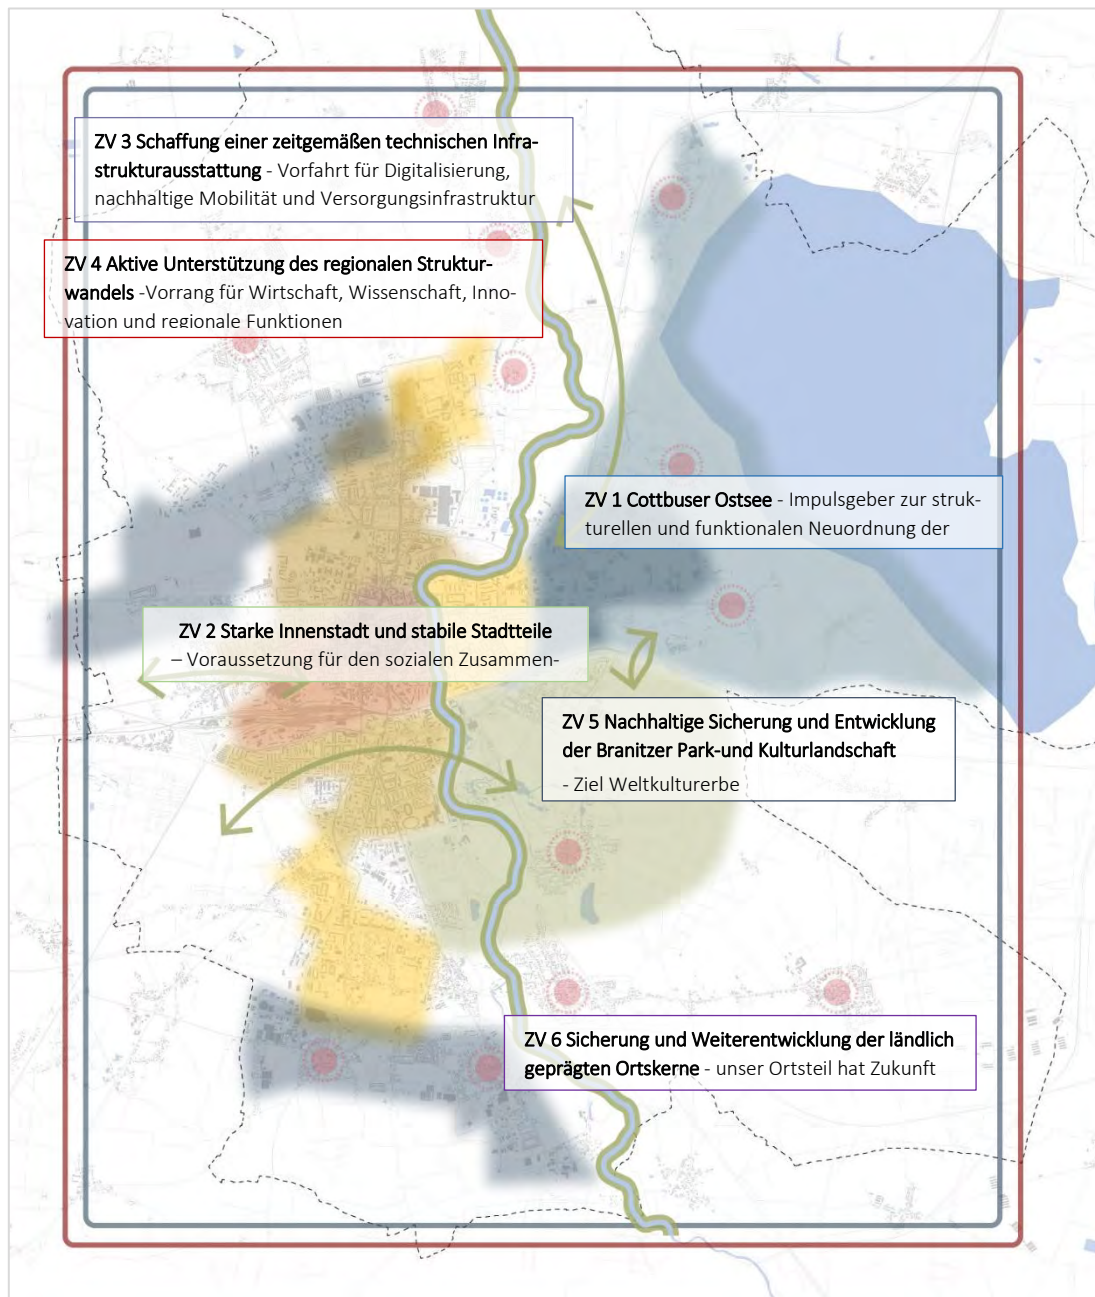 ZV 3 Schaffung einer zeitgemäßen technischen Infra-
strukturausstattung - Vorfahrt für Digitalisierung,
nachhaltige Mobilität und Versorgungsinfrastruktur
ZV 4 Aktive Unterstützung des regionalen Struktur-
wandels -Vorrang für Wirtschaft, Wissenschaft, Inno-
vation und regionale Funktionen
ZV 1 Cottbuser Ostsee - Impulsgeber zur struk-
turellen und funktionalen Neuordnung der
ZV 2 Starke Innenstadt und stabile Stadtteile
– Voraussetzung für den sozialen Zusammen-
ZV 5 Nachhaltige Sicherung und Entwicklung
der Branitzer Park-und Kulturlandschaft
- Ziel Weltkulturerbe
ZV 6 Sicherung und Weiterentwicklung der ländlich
geprägten Ortskerne - unser Ortsteil hat Zukunft